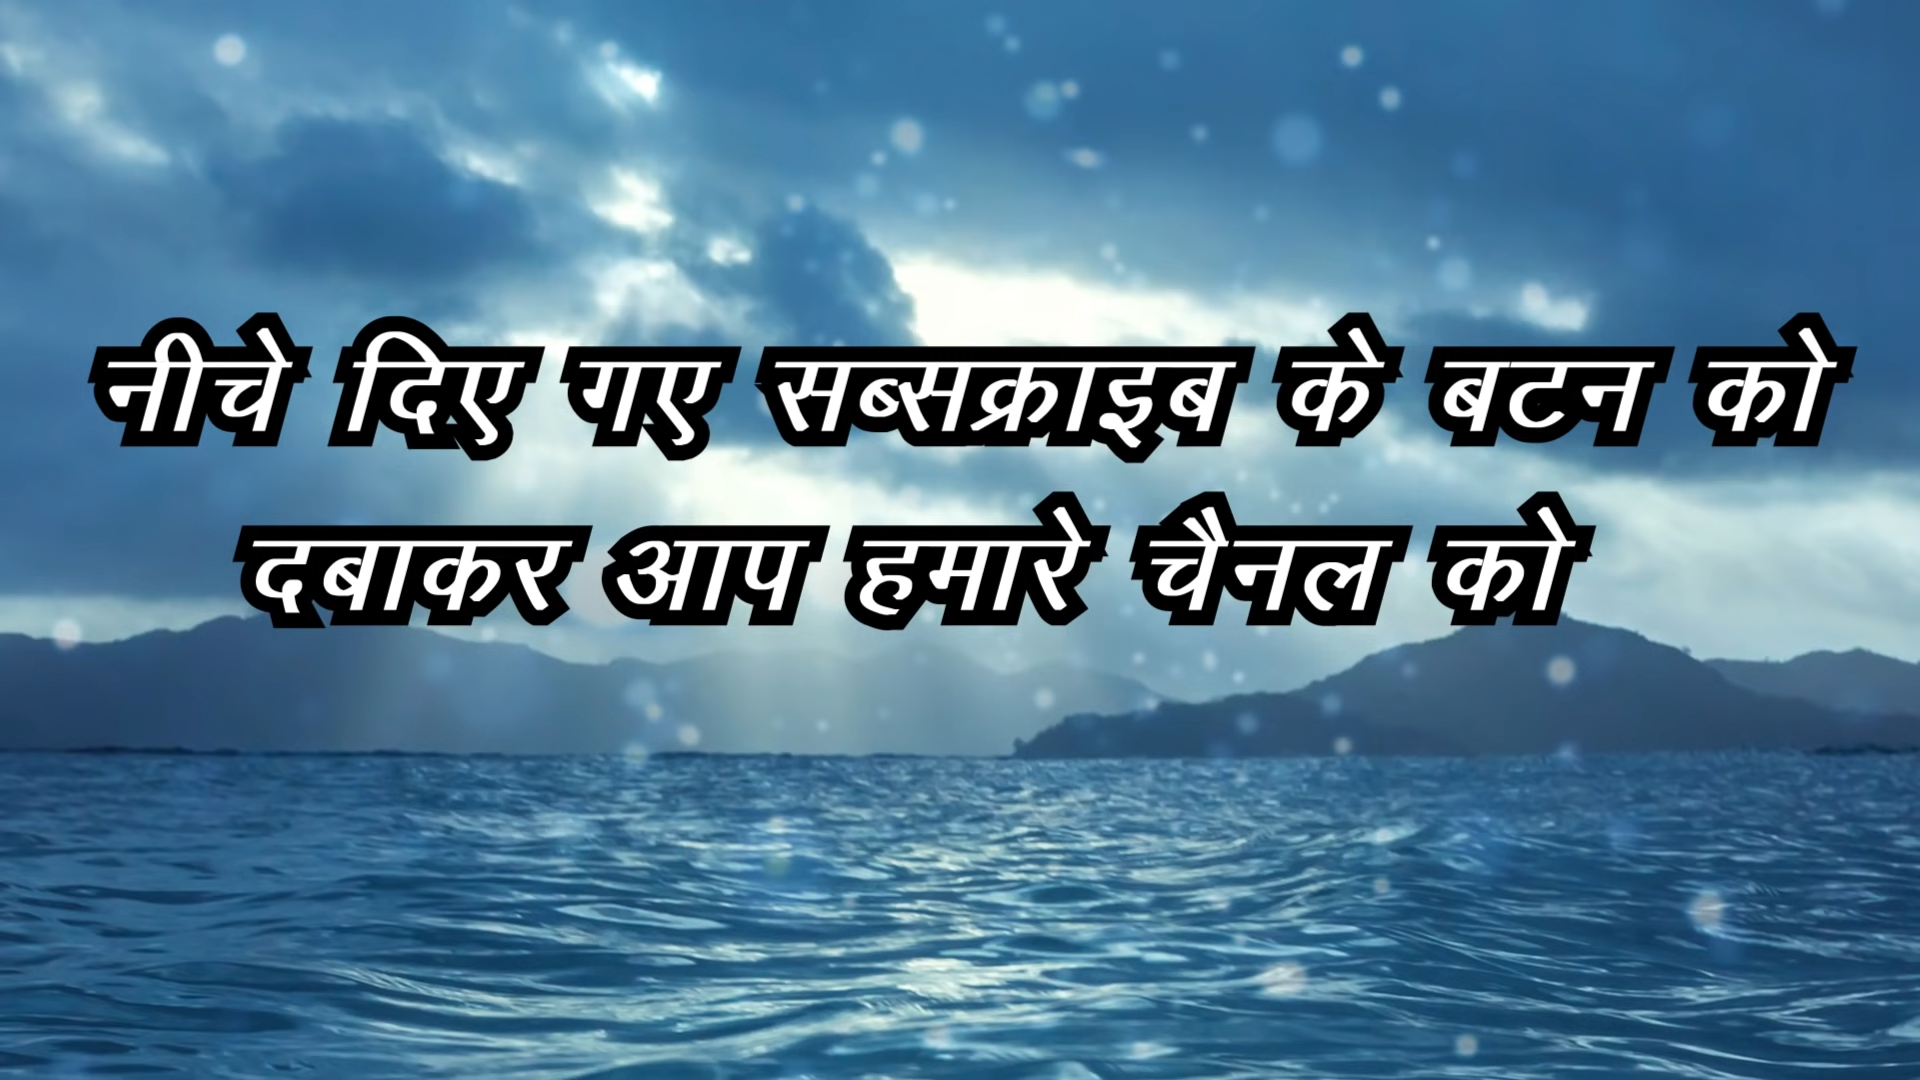 नीचे दिए गए सब्सक्राइब के बटन को
दबाकर आप हमारे चैनल को